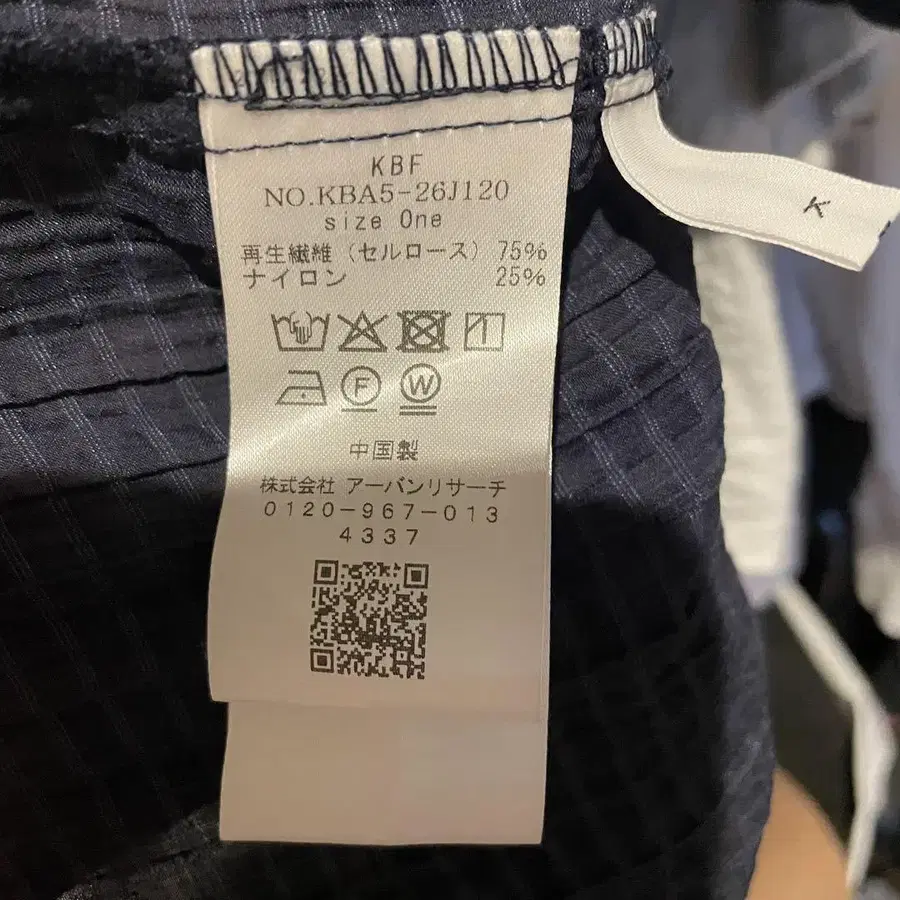 KBF
NO.KBA5-26J120
size One
再生繊維（セルロース） 75%
ナイロン 25%
F W
中国製
株式会社 アーバンリサーチ
0120-967-013
4337
K